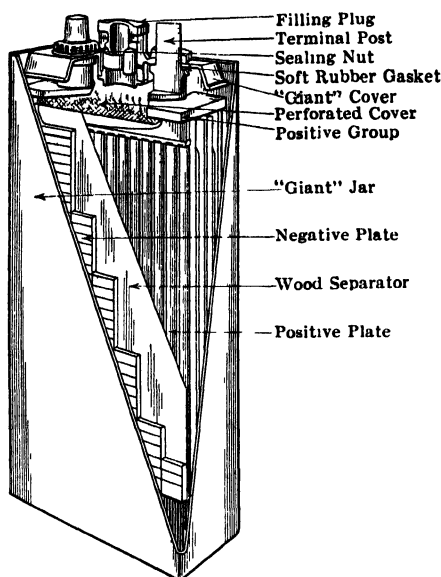 Filling Plug
Terminal Post
Sealing Nut
Soft Rubber Gasket
"Giant" Cover
Perforated Cover
Positive Group
"Giant" Jar
Negative Plate
Wood Separator
Positive Plate